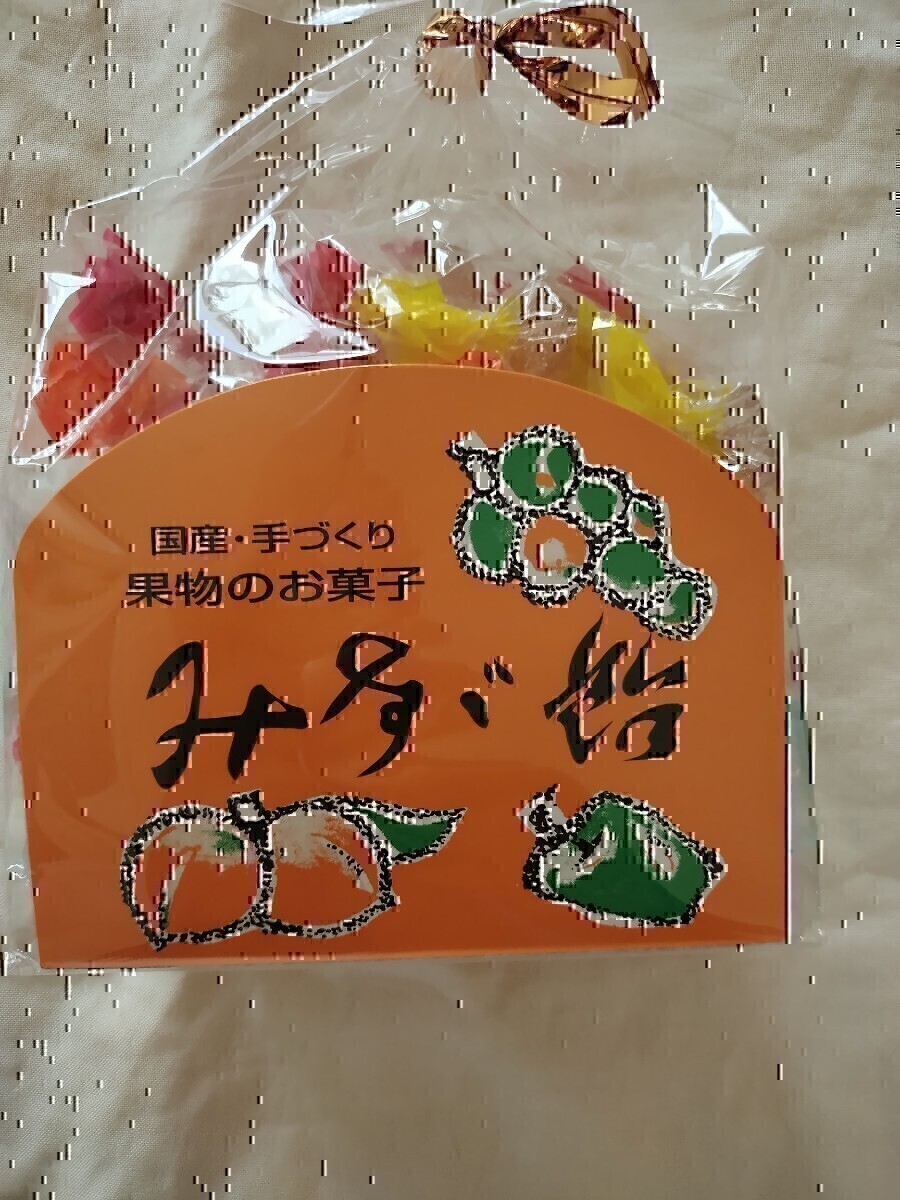 国産・手づくり
果物のお菓子
みすゞ飴